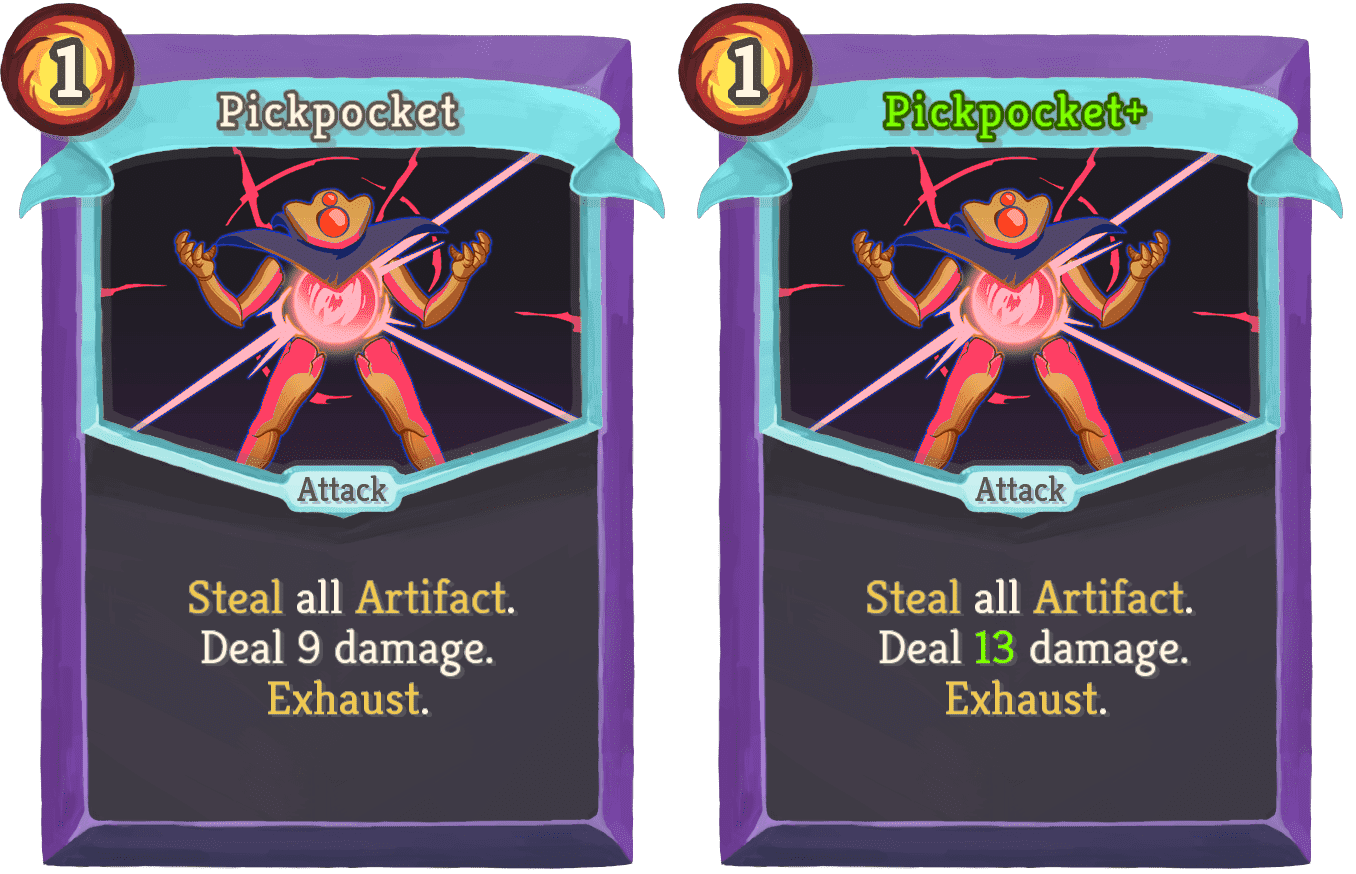 1
Pickpocket
Attack
Steal all Artifact.
Deal 9 damage.
Exhaust.
1
Pickpocket+
Attack
Steal all Artifact.
Deal 13 damage.
Exhaust.